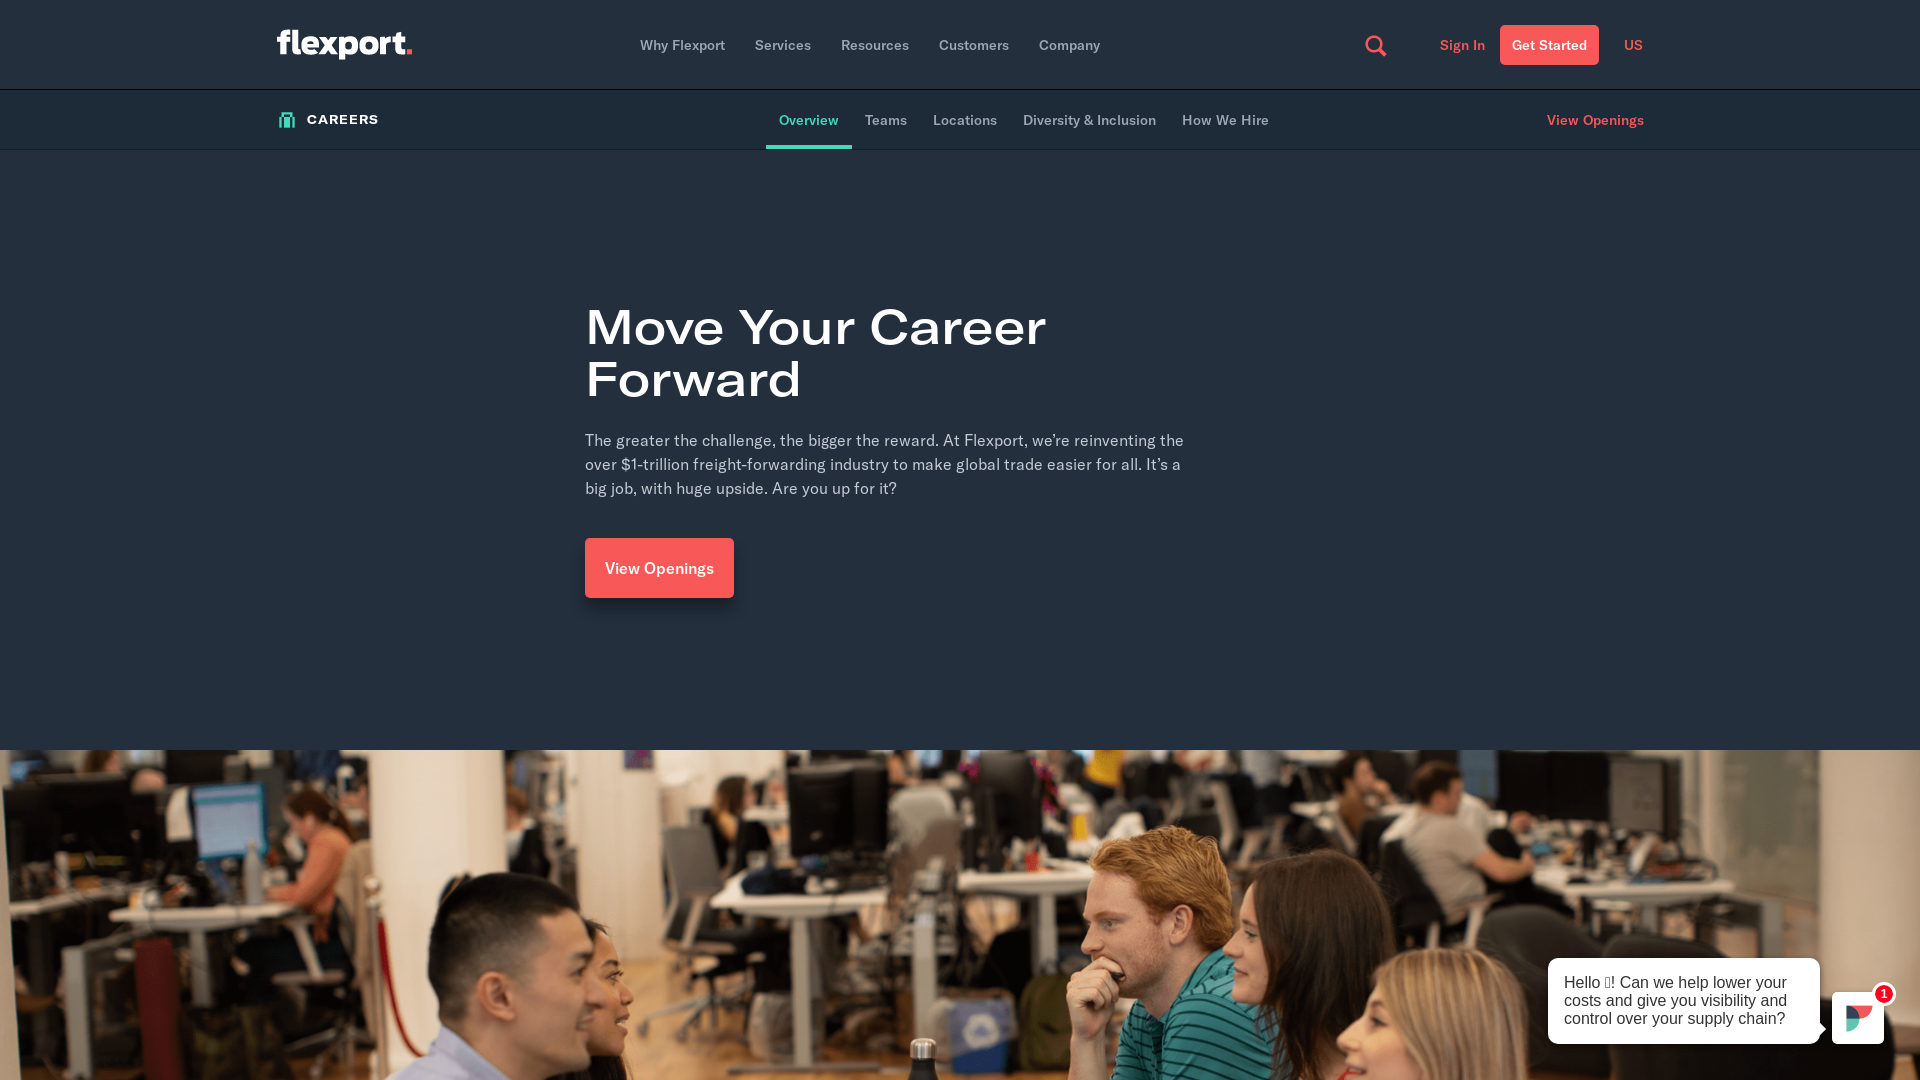 flexport.
Why Flexport
Services
Resources
Customers
Company
Sign In
Get Started
US
CAREERS
Overview
Teams
Locations
Diversity & Inclusion
How We Hire
View Openings
Move Your Career
Forward
The greater the challenge, the bigger the reward. At Flexport, we’re reinventing the
over $1-trillion freight-forwarding industry to make global trade easier for all. It’s a
big job, with huge upside. Are you up for it?
View Openings
Hello ▯! Can we help lower your
costs and give you visibility and
control over your supply chain?
1